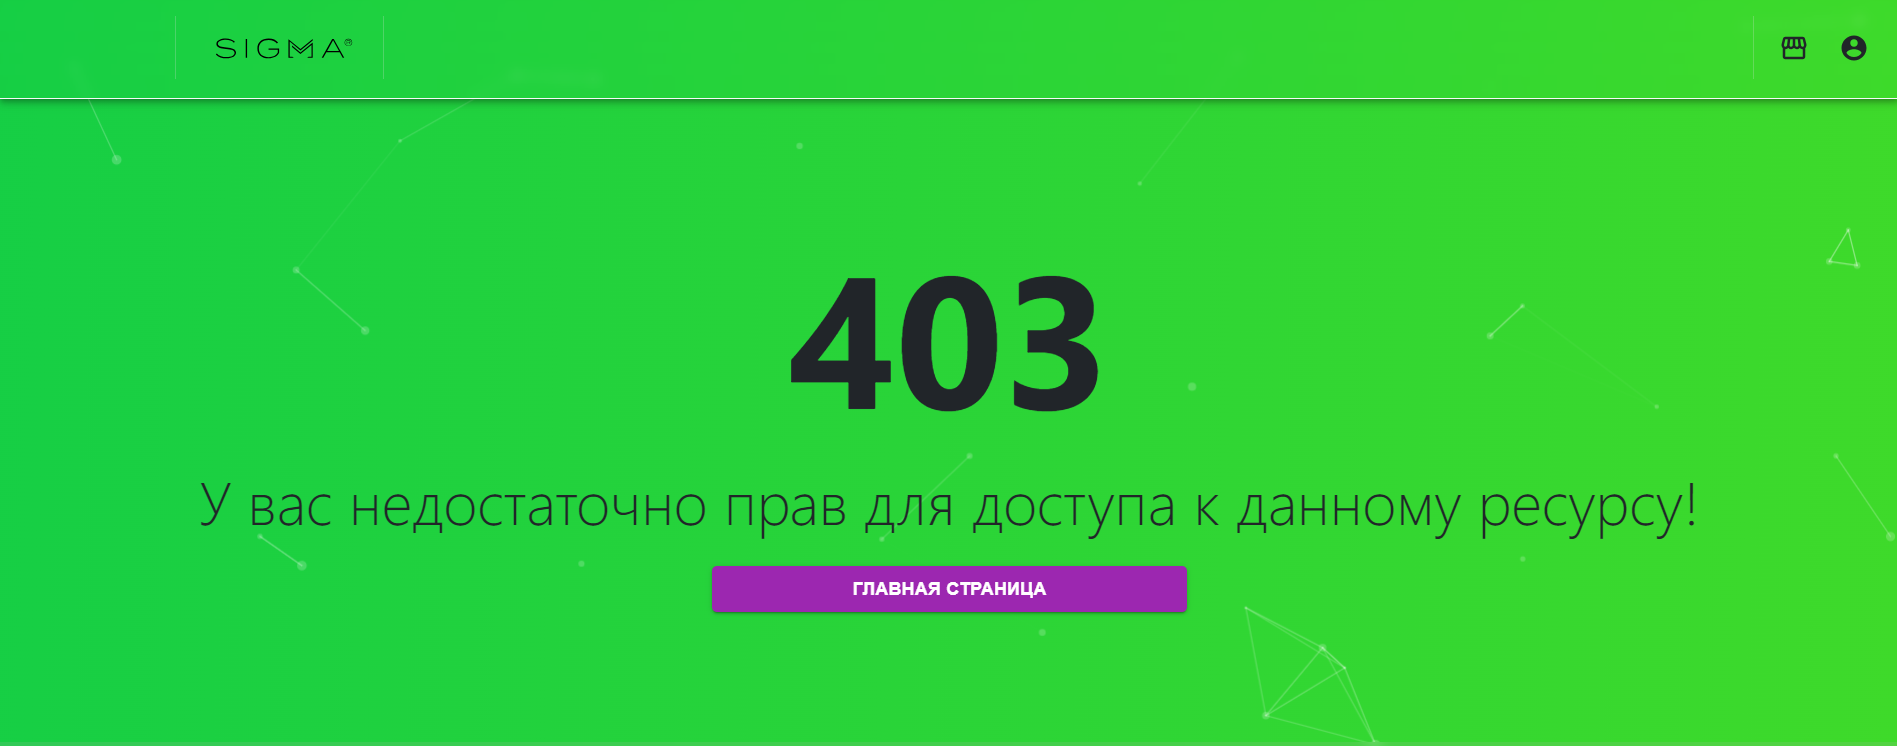 SIGMA®
403
У вас недостаточно прав для доступа к данному ресурсу!
ГЛАВНАЯ СТРАНИЦА